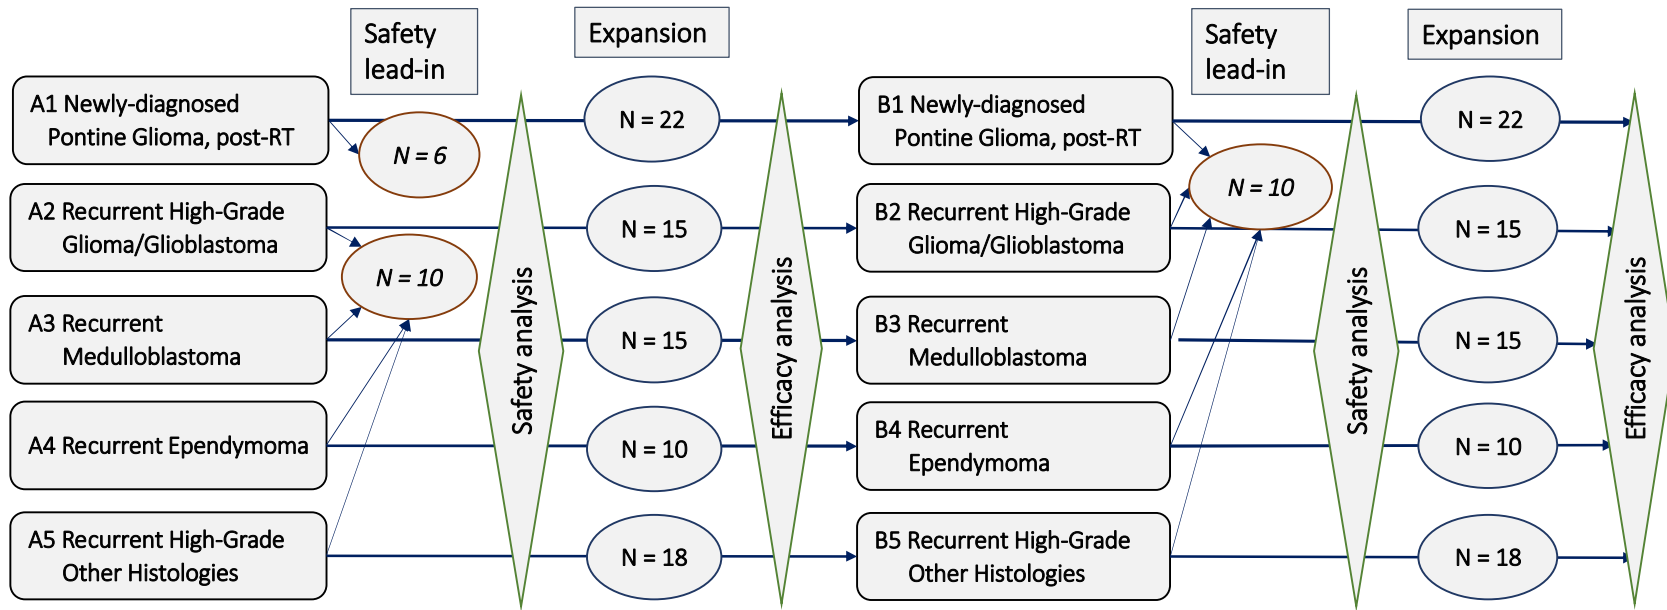 Safety
lead-in
Expansion
Safety
lead-in
Expansion
A1 Newly-diagnosed
Pontine Glioma, post-RT
N = 6
N = 22
B1 Newly-diagnosed
Pontine Glioma, post-RT
N = 10
N = 22
A2 Recurrent High-Grade
Glioma/Glioblastoma
N = 10
N = 15
B2 Recurrent High-Grade
Glioma/Glioblastoma
N = 15
A3 Recurrent
Medulloblastoma
Safety analysis
N = 15
Efficacy analysis
B3 Recurrent
Medulloblastoma
Safety analysis
N = 15
Efficacy analysis
A4 Recurrent Ependymoma
N = 10
B4 Recurrent
Ependymoma
N = 10
A5 Recurrent High-Grade
Other Histologies
N = 18
B5 Recurrent High-Grade
Other Histologies
N = 18